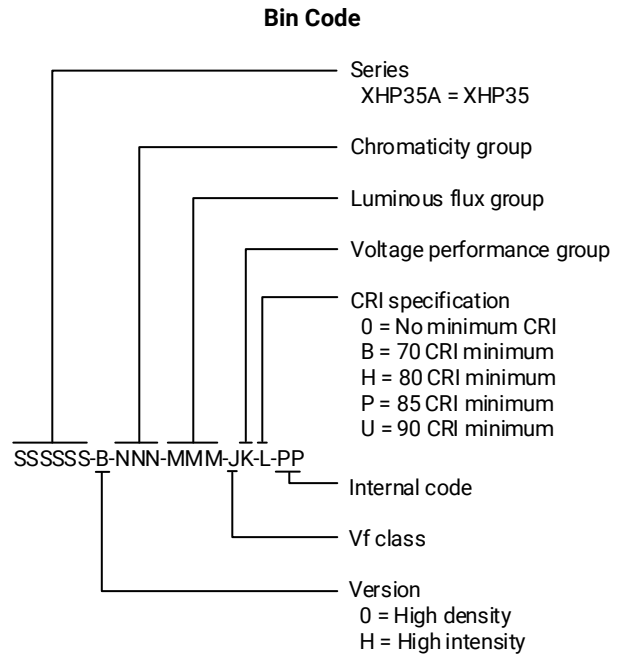 Bin Code
Series
XHP35A = XHP35
Chromaticity group
Luminous flux group
Voltage performance group
CRI specification
0 = No minimum CRI
B = 70 CRI minimum
H = 80 CRI minimum
P = 85 CRI minimum
U = 90 CRI minimum
SSSSSS-B-NNN-MMM-JK-L-PP
Internal code
Vf class
Version
0 = High density
H = High intensity